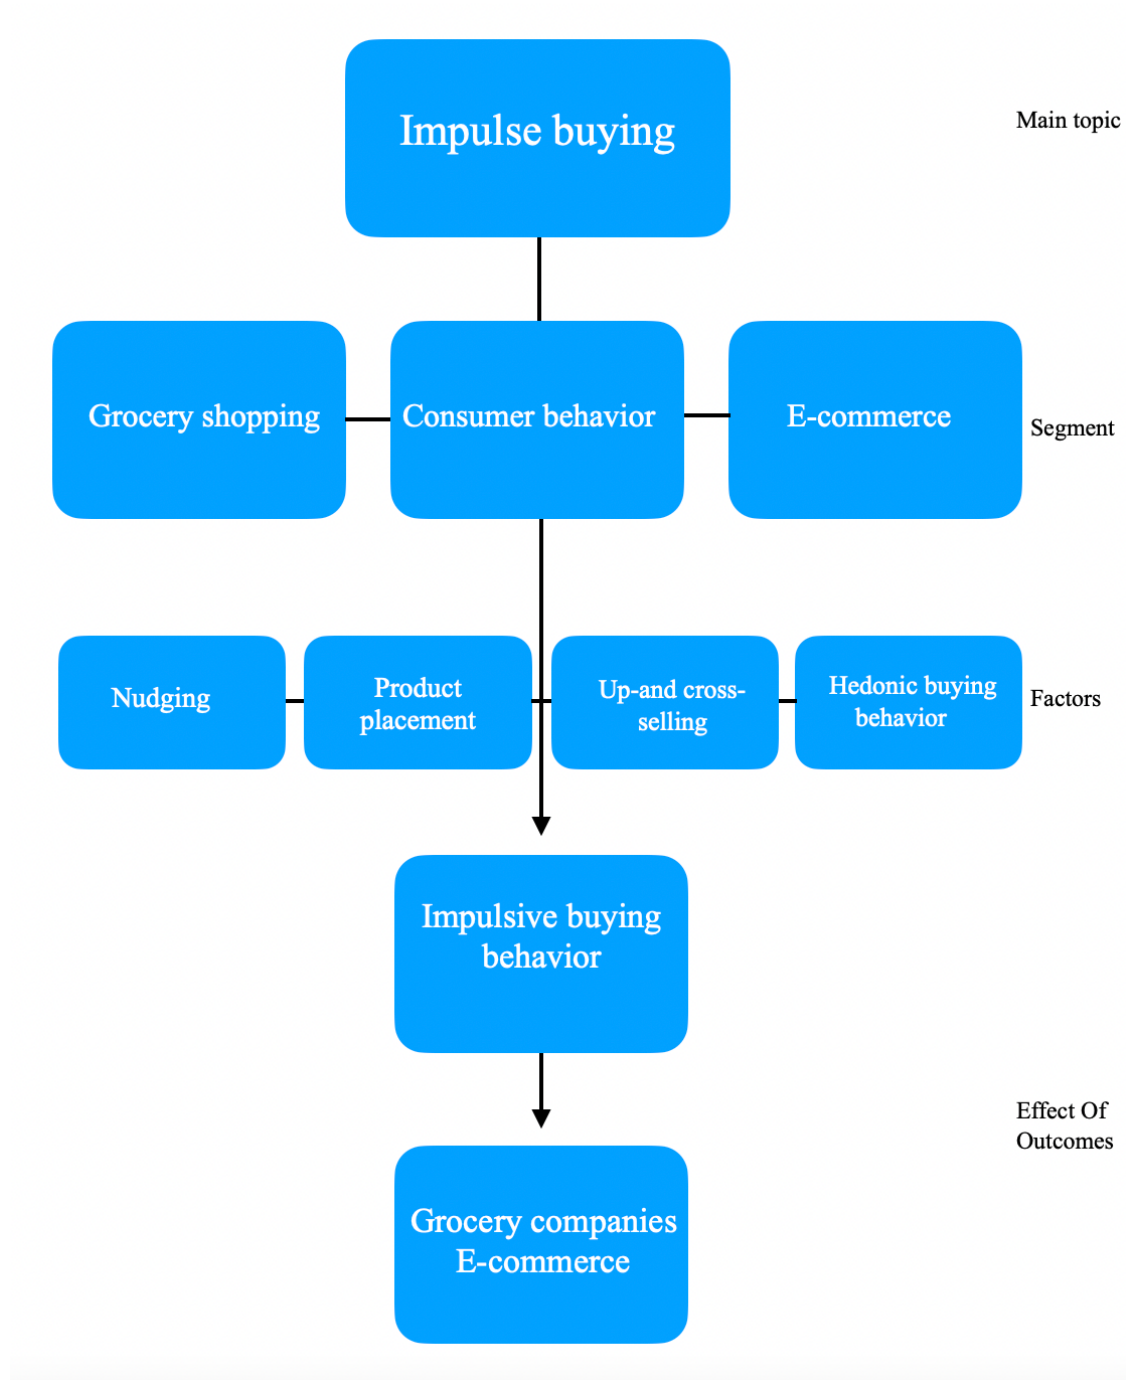 Impulse buying
Main topic
Grocery shopping
Consumer behavior
E-commerce
Segment
Nudging
Product
placement
Up-and cross-
selling
Hedonic buying
behavior
Factors
Impulsive buying
behavior
Effect Of
Outcomes
Grocery companies
E-commerce